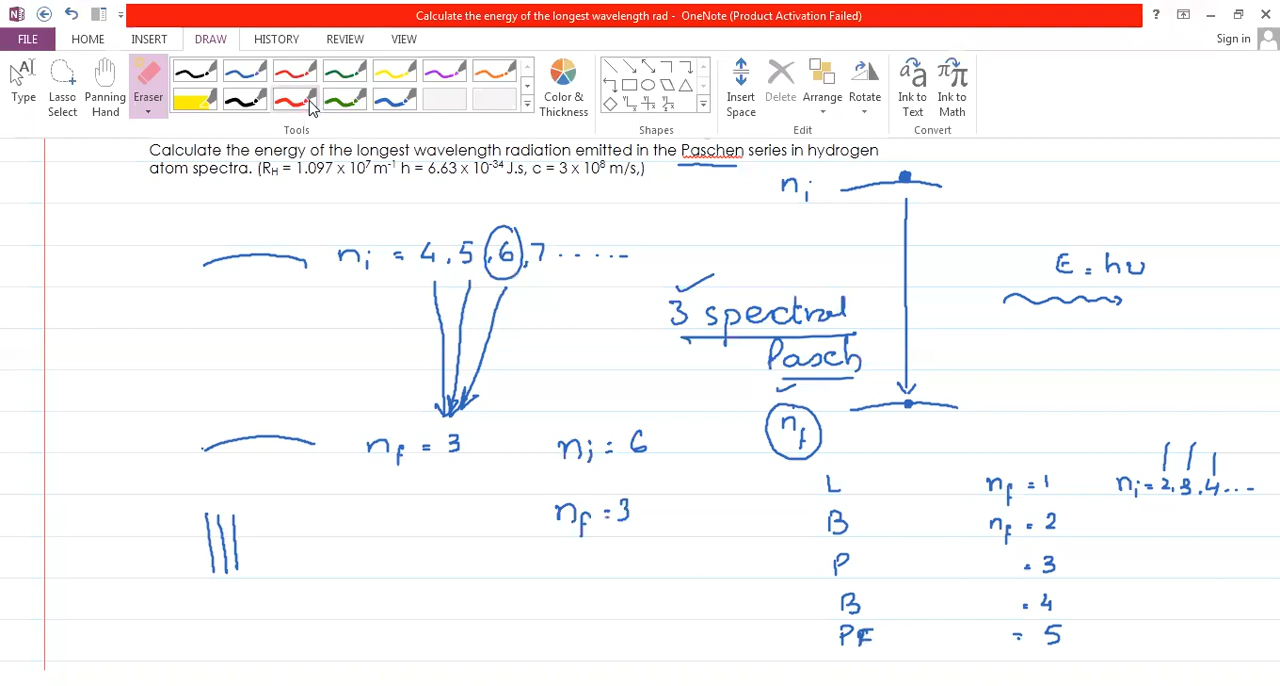 Calculate the energy of the longest wavelength rad - OneNote (Product Activation Failed)
?
FILE HOME INSERT DRAW HISTORY REVIEW VIEW
Sign in
Type
Lasso Select
Panning Hand
Eraser
Color & Thickness
Insert Space
Delete
Arrange
Rotate
Ink to Text
Ink to Math
Tools
Shapes
Edit
Convert
Calculate the energy of the longest wavelength radiation emitted in the Paschen series in hydrogen
atom spectra. (RH = 1.097 x 10⁷ m⁻¹ h = 6.63 x 10⁻³⁴ J.s, c = 3 x 10⁸ m/s,)
ni
ni = 4, 5, 6, 7 ......
E = hυ
3 spectral
Pasch
nf
nf = 3
ni = 6
nf = 3
L nf = 1 ni = 2, 3, 4 ...
B nf = 2
P = 3
B = 4
PF = 5